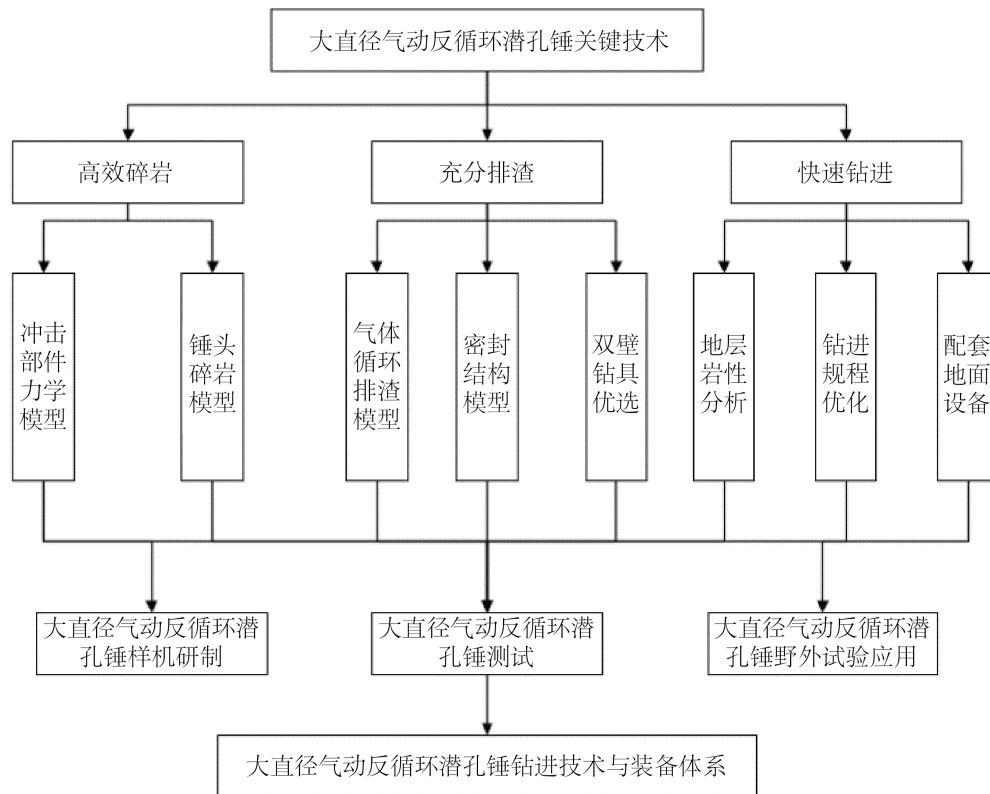 大直径气动反循环潜孔锤关键技术
高效碎岩
充分排渣
快速钻进
冲击
部件
力学
模型
锤头
碎岩
模型
气体
循环
排渣
模型
密封
结构
模型
双壁
钻具
优选
地层
岩性
分析
钻进
规程
优化
配套
地面
设备
大直径气动反循环潜
孔锤样机研制
大直径气动反循环潜
孔锤测试
大直径气动反循环潜
孔锤野外试验应用
大直径气动反循环潜孔锤钻进技术与装备体系